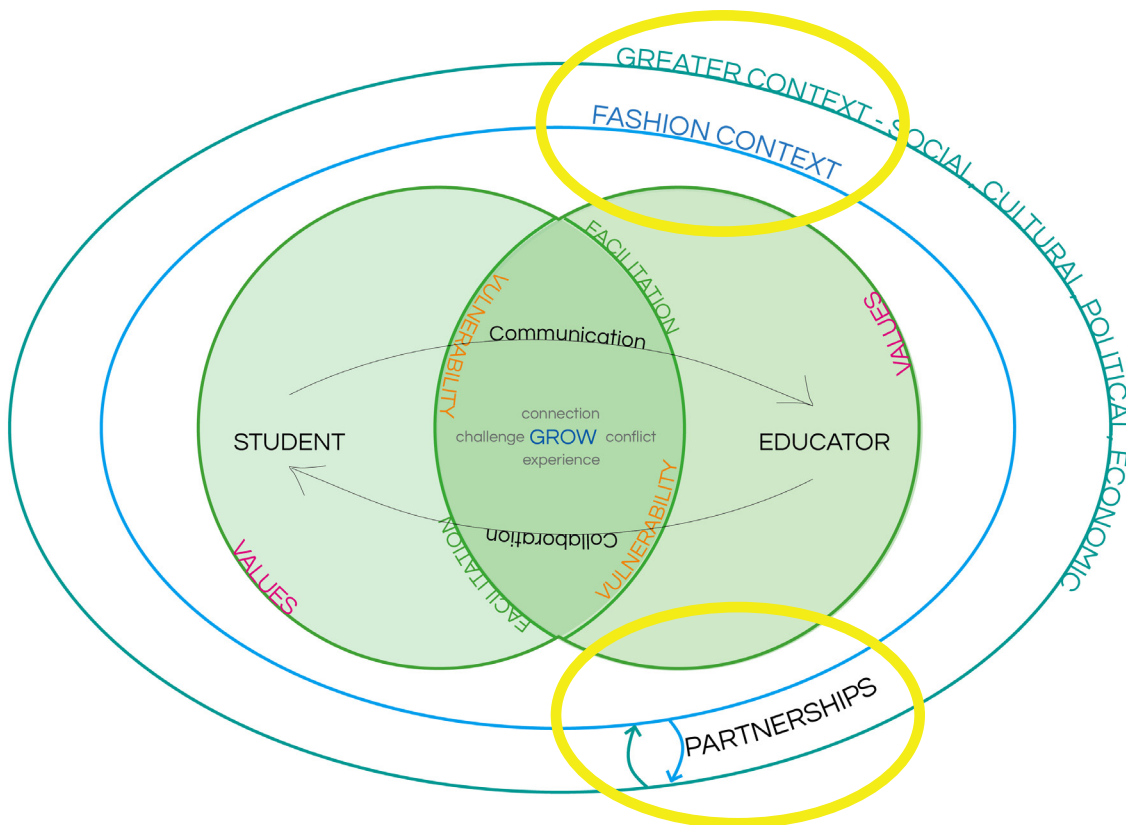 GREATER CONTEXT - SOCIAL, CULTURAL, POLITICAL, ECONOMIC
FASHION CONTEXT
FACILITATION
VULNERABILITY
VALUES
Communication
connection
challenge GROW conflict
experience
STUDENT
EDUCATOR
VULNERABILITY
Collaboration
FACILITATION
VALUES
PARTNERSHIPS